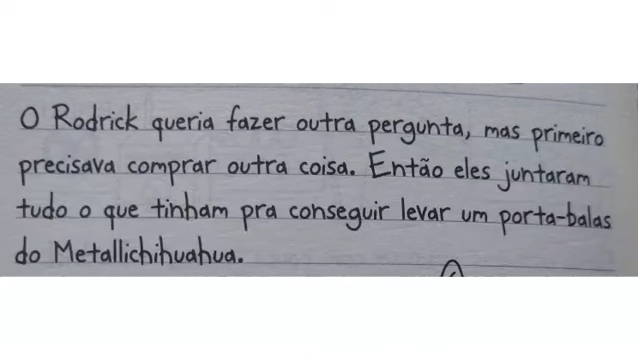 O Rodrick queria fazer outra pergunta, mas primeiro
precisava comprar outra coisa. Então eles juntaram
tudo o que tinham pra conseguir levar um porta-balas
do Metallichihuahua.